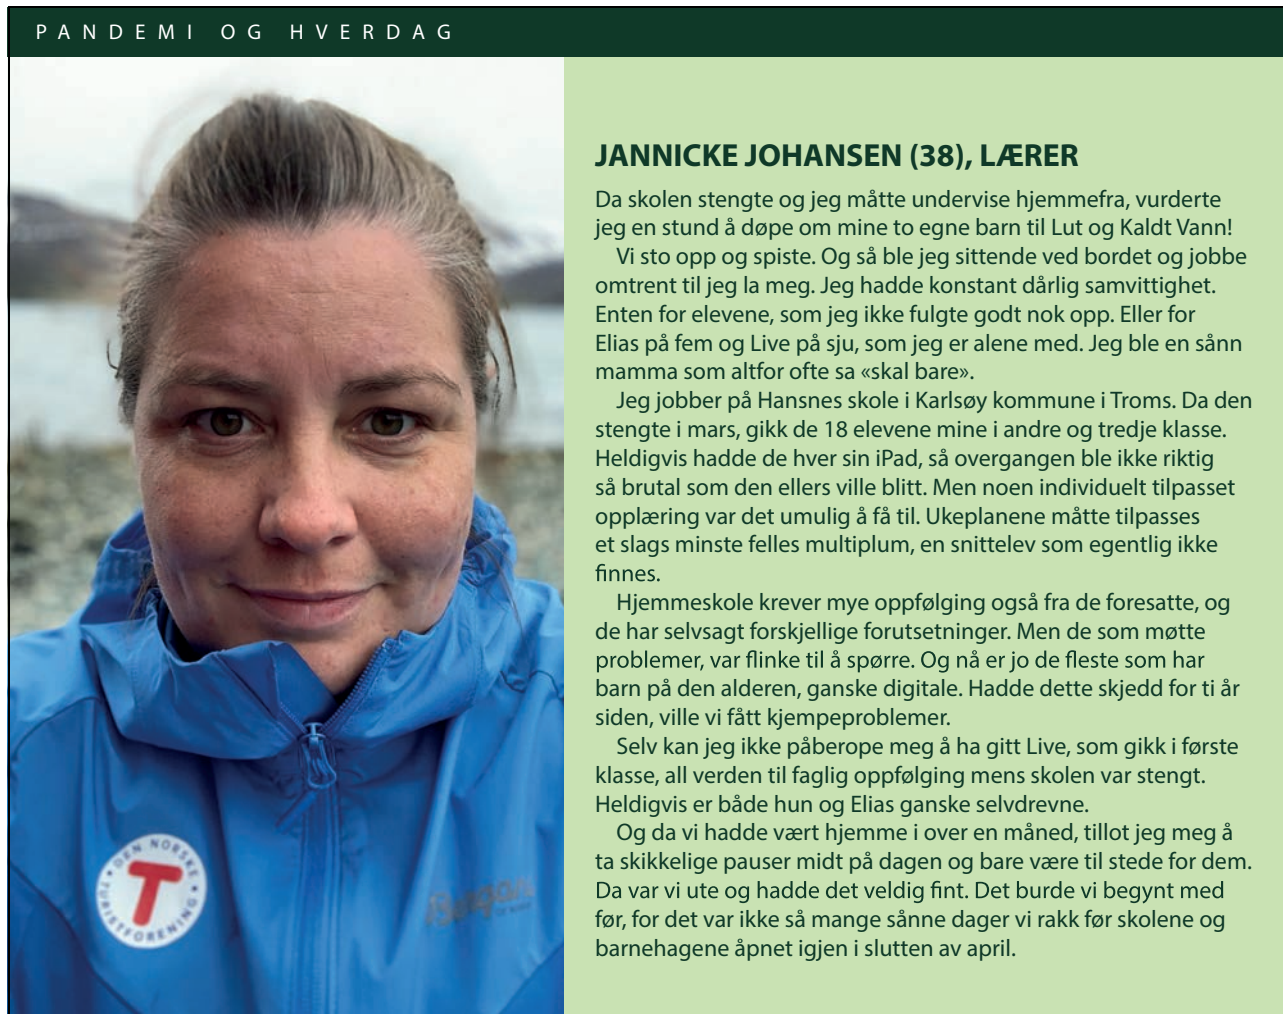 PANDEMI OG HVERDAG
JANNICKE JOHANSEN (38), LÆRER
Da skolen stengte og jeg måtte undervise hjemmefra, vurderte
jeg en stund å døpe om mine to egne barn til Lut og Kaldt Vann!
Vi sto opp og spiste. Og så ble jeg sittende ved bordet og jobbe
omtrent til jeg la meg. Jeg hadde konstant dårlig samvittighet.
Enten for elevene, som jeg ikke fulgte godt nok opp. Eller for
Elias på fem og Live på sju, som jeg er alene med. Jeg ble en sånn
mamma som altfor ofte sa «skal bare».
Jeg jobber på Hansnes skole i Karlsøy kommune i Troms. Da den
stengte i mars, gikk de 18 elevene mine i andre og tredje klasse.
Heldigvis hadde de hver sin iPad, så overgangen ble ikke riktig
så brutal som den ellers ville blitt. Men noen individuelt tilpasset
opplæring var det umulig å få til. Ukeplanene måtte tilpasses
et slags minste felles multiplum, en snittelev som egentlig ikke
finnes.
Hjemmeskole krever mye oppfølging også fra de foresatte, og
de har selvsagt forskjellige forutsetninger. Men de som møtte
problemer, var flinke til å spørre. Og nå er jo de fleste som har
barn på den alderen, ganske digitale. Hadde dette skjedd for ti år
siden, ville vi fått kjempeproblemer.
Selv kan jeg ikke påberope meg å ha gitt Live, som gikk i første
klasse, all verden til faglig oppfølging mens skolen var stengt.
Heldigvis er både hun og Elias ganske selvdrevne.
Og da vi hadde vært hjemme i over en måned, tillot jeg meg å
ta skikkelige pauser midt på dagen og bare være til stede for dem.
Da var vi ute og hadde det veldig fint. Det burde vi begynt med
før, for det var ikke så mange sånne dager vi rakk før skolene og
barnehagene åpnet igjen i slutten av april.
DEN NORSKE
T
TURISTFORENING